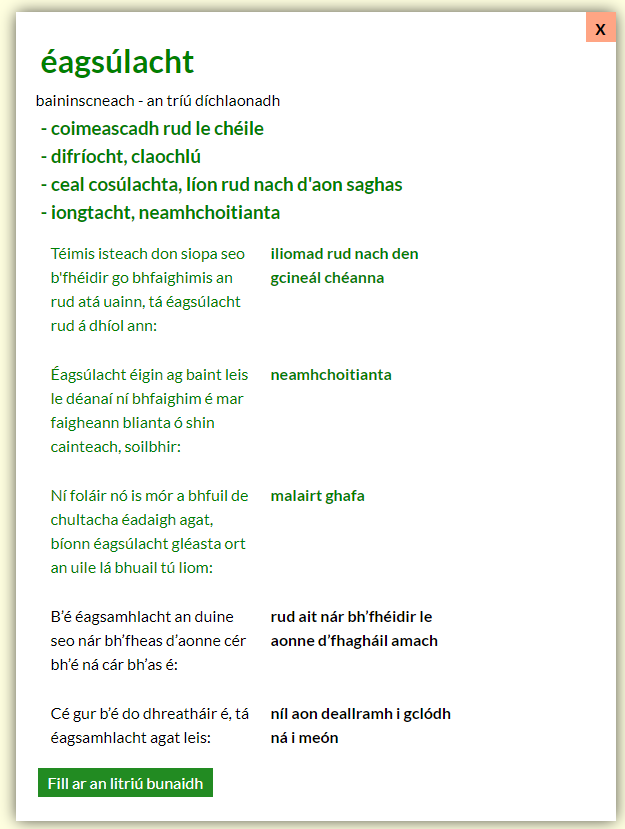 X
éagsúlacht
baininscneach - an tríú díchlaonadh
- coimeascadh rud le chéile
- difríocht, claochlú
- ceal cosúlachta, líon rud nach d'aon saghas
- iongtacht, neamhchoitianta
Téimis isteach don siopa seo
b'fhéidir go bhfaighimis an
rud atá uainn, tá éagsúlacht
rud á dhíol ann:
iliomad rud nach den
gcineál chéanna
Éagsúlacht éigin ag baint leis
le déanaí ní bhfaighim é mar
faigheann blianta ó shin
cainteach, soilbhir:
neamhchoitianta
Ní foláir nó is mór a bhfuil de
chultacha éadaigh agat,
bíonn éagsúlacht gléasta ort
an uile lá bhuail tú liom:
malairt ghafa
B’é éagsamhlacht an duine
seo nár bh’fheas d’aonne cér
bh’é ná cár bh’as é:
rud ait nár bh’fhéidir le
aonne d’fhagháil amach
Cé gur b’é do dhreatháir é, tá
éagsamhlacht agat leis:
níl aon deallramh i gclódh
ná i meón
Fill ar an litriú bunaidh